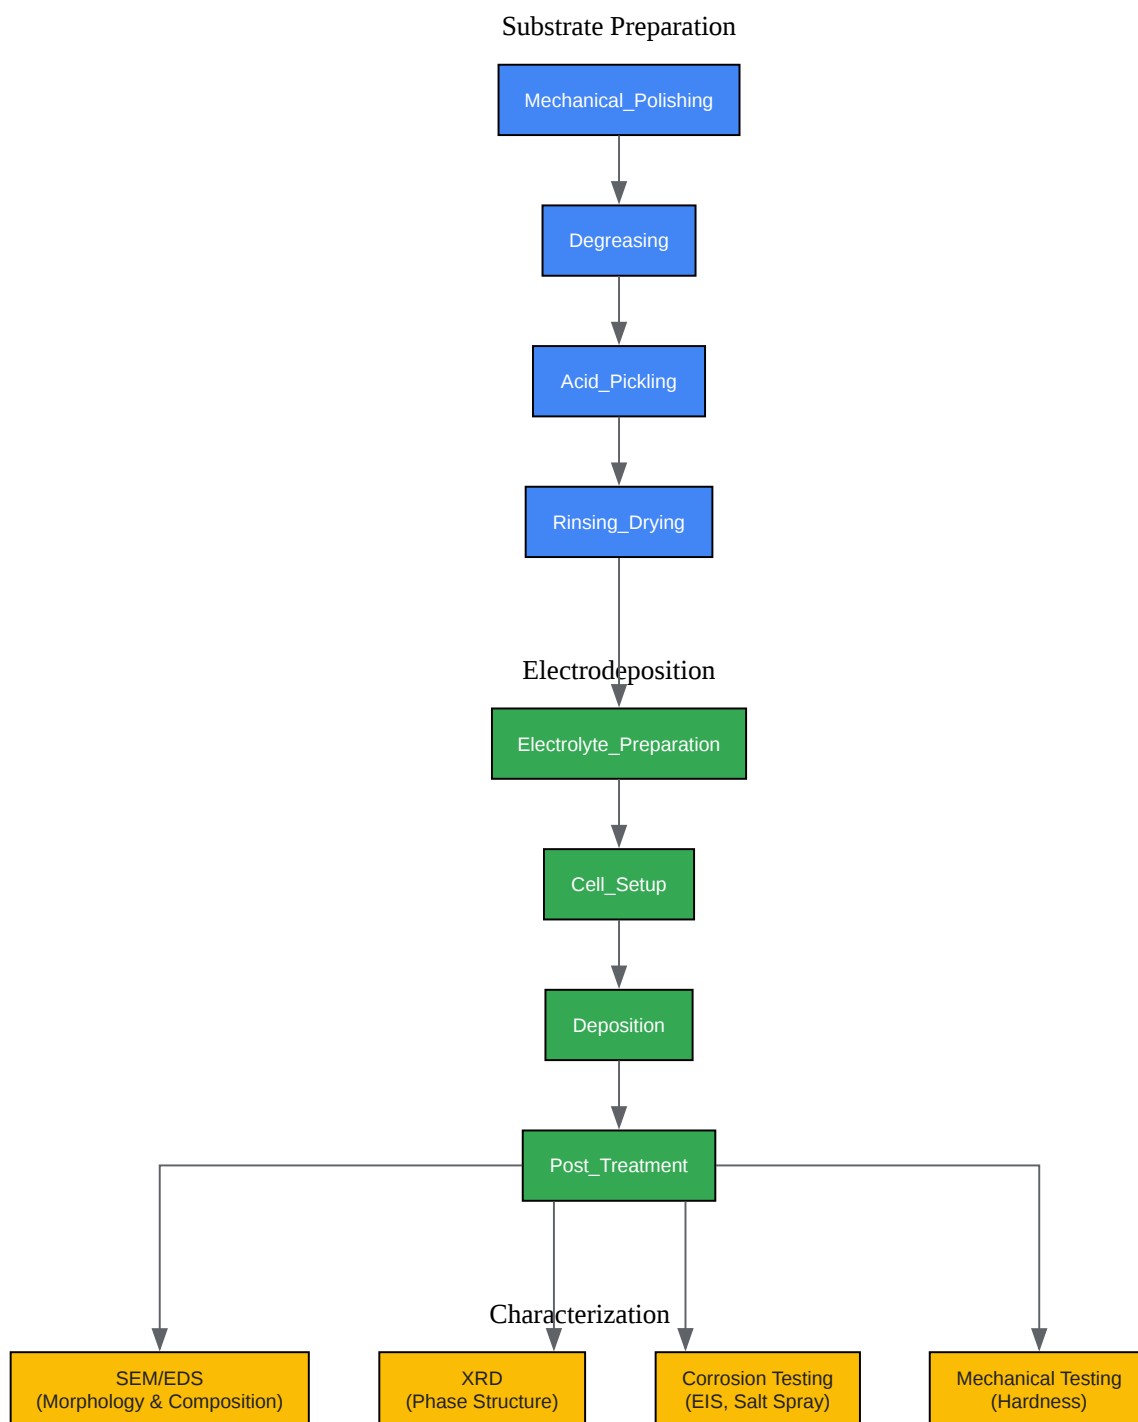 Substrate Preparation
Mechanical_Polishing
Degreasing
Acid_Pickling
Rinsing_Drying
Electrodeposition
Electrolyte_Preparation
Cell_Setup
Deposition
Post_Treatment
Characterization
SEM/EDS
(Morphology & Composition)
XRD
(Phase Structure)
Corrosion Testing
(EIS, Salt Spray)
Mechanical Testing
(Hardness)